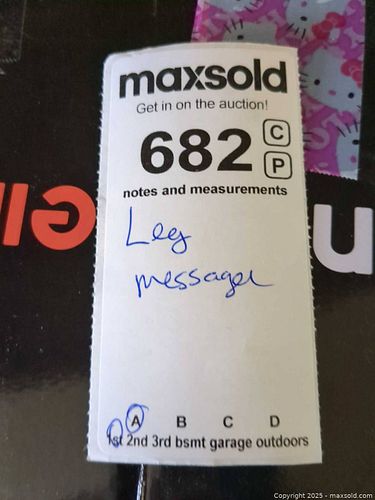 maxsold
Get in on the auction!
682 C
P
notes and measurements
Leg
messager
A B C D
1st 2nd 3rd bsmt garage outdoors
Copyright 2025 - maxsold.com